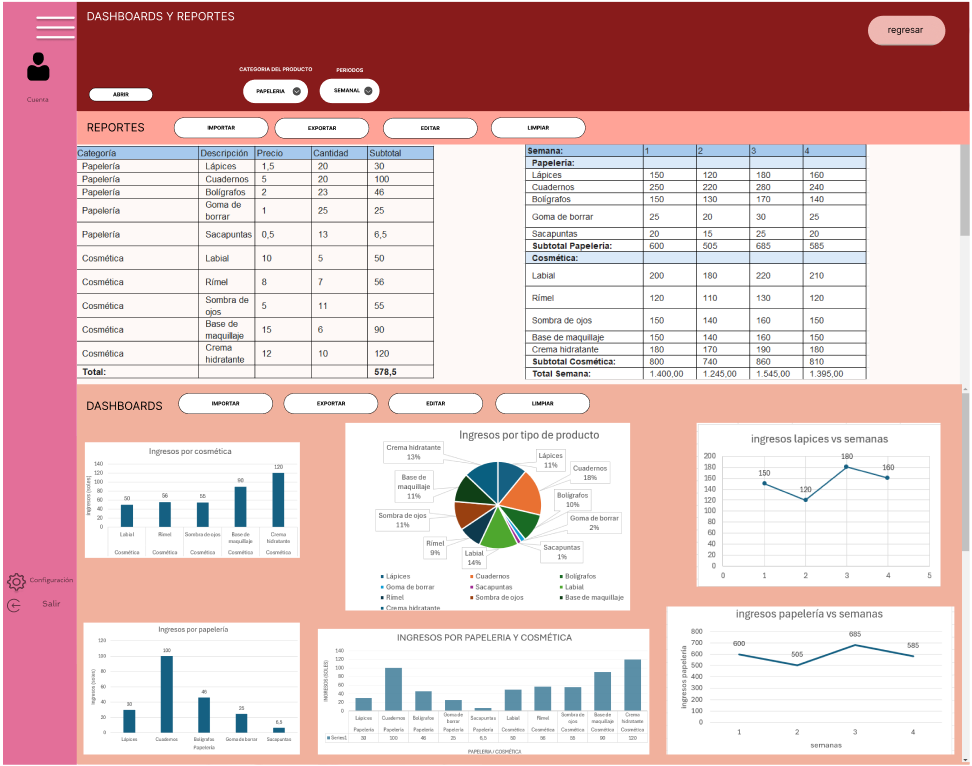 DASHBOARDS Y REPORTES
regresar
Cuenta
CATEGORIA DEL PRODUCTO PERIODOS
ABRIR PAPELERIA SEMANAL
REPORTES IMPORTAR EXPORTAR EDITAR LIMPIAR
Categoría Descripción Precio Cantidad Subtotal
Papelería Lápices 1,5 20 30
Papelería Cuadernos 5 20 100
Papelería Bolígrafos 2 23 46
Papelería Goma de borrar 1 25 25
Papelería Sacapuntas 0,5 13 6,5
Cosmética Labial 10 5 50
Cosmética Rímel 8 7 56
Cosmética Sombra de ojos 5 11 55
Cosmética Base de maquillaje 15 6 90
Cosmética Crema hidratante 12 10 120
Total: 578,5
Semana: 1 2 3 4
Papelería:
Lápices 150 120 180 160
Cuadernos 250 220 280 240
Bolígrafos 150 130 170 140
Goma de borrar 25 20 30 25
Sacapuntas 20 15 25 20
Subtotal Papelería: 600 505 685 585
Cosmética:
Labial 200 180 220 210
Rímel 120 110 130 120
Sombra de ojos 150 140 160 150
Base de maquillaje 150 140 160 150
Crema hidratante 180 170 190 180
Subtotal Cosmética: 800 740 860 810
Total Semana: 1.400,00 1.245,00 1.545,00 1.395,00
DASHBOARDS IMPORTAR EXPORTAR EDITAR LIMPIAR
Ingresos por cosmética
Ingresos (soles)
140
120
100
80
60
40
20
0
50 56 55 90 120
Labial Rimel Sombra de ojos Base de maquillaje Crema hidratante
Cosmética Cosmética Cosmética Cosmética Cosmética
Ingresos por tipo de producto
Crema hidratante
13%
Lápices
11%
Cuadernos
18%
Base de
maquillaje
11%
Bolígrafos
10%
Sombra de ojos
11%
Goma de borrar
2%
Rímel
9%
Labial
14%
Sacapuntas
1%
Lápices Cuadernos Bolígrafos
Goma de borrar Sacapuntas Labial
Rímel Sombra de ojos Base de maquillaje
Crema hidratante
ingresos lapices vs semanas
200
180
160
140
120
100
80
60
40
20
0
150 120 180 160
0 1 2 3 4 5
Configuración
Salir
Ingresos por papelería
Ingresos (soles)
120
100
80
60
40
20
0
30 100 46 25 6,5
Lápices Cuadernos Bolígrafos Goma de borrar Sacapuntas
Papelería
INGRESOS POR PAPELERIA Y COSMÉTICA
INGRESOS (SOLES)
140
120
100
80
60
40
20
0
Lápices Cuadernos Bolígrafos Goma de borrar Sacapuntas Labial Rímel Sombra de ojos Base de maquillaje Crema hidratante
Papelería Papelería Papelería Papelería Papelería Cosmética Cosmética Cosmética Cosmética Cosmética
Series1 30 100 46 25 6,5 50 56 55 90 120
PAPELERIA / COSMÉTICA
ingresos papelería vs semanas
ingresos papelería
800
700
600
500
400
300
200
100
0
600 505 685 585
1 2 3 4
semanas